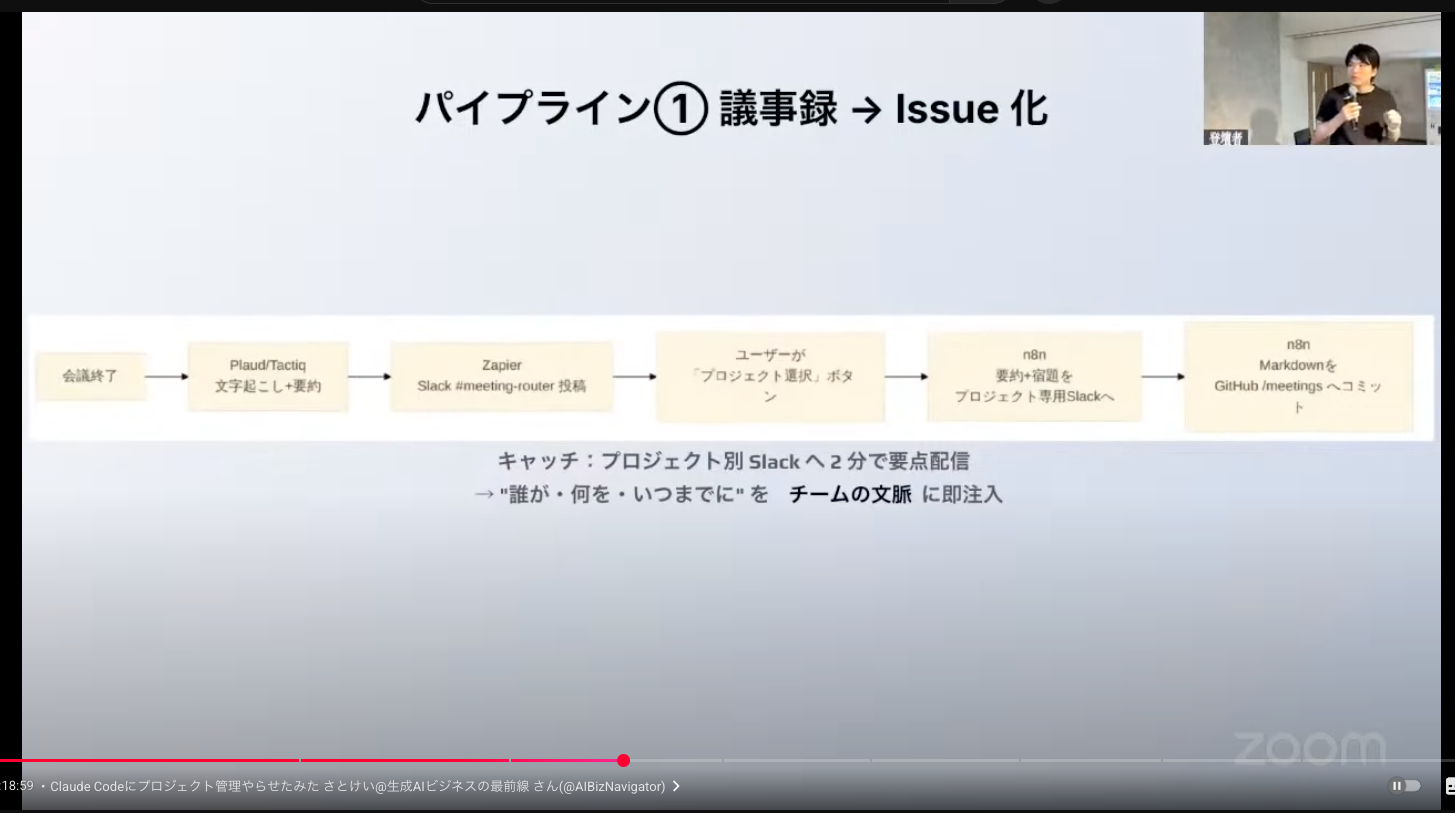 パイプライン① 議事録 → Issue 化
登壇者
会議終了
Plaud/Tactiq
文字起こし+要約
Zapier
Slack #meeting-router 投稿
ユーザーが
「プロジェクト選択」ボタ
ン
n8n
要約+宿題を
プロジェクト専用Slackへ
n8n
Markdownを
GitHub /meetings へコミッ
ト
キャッチ：プロジェクト別 Slack へ 2 分で要点配信
→ "誰が・何を・いつまでに" を チームの文脈 に即注入
zoom
:18:59 • Claude Codeにプロジェクト管理やらせたみた さとけい@生成AIビジネスの最前線 さん(@AIBizNavigator)